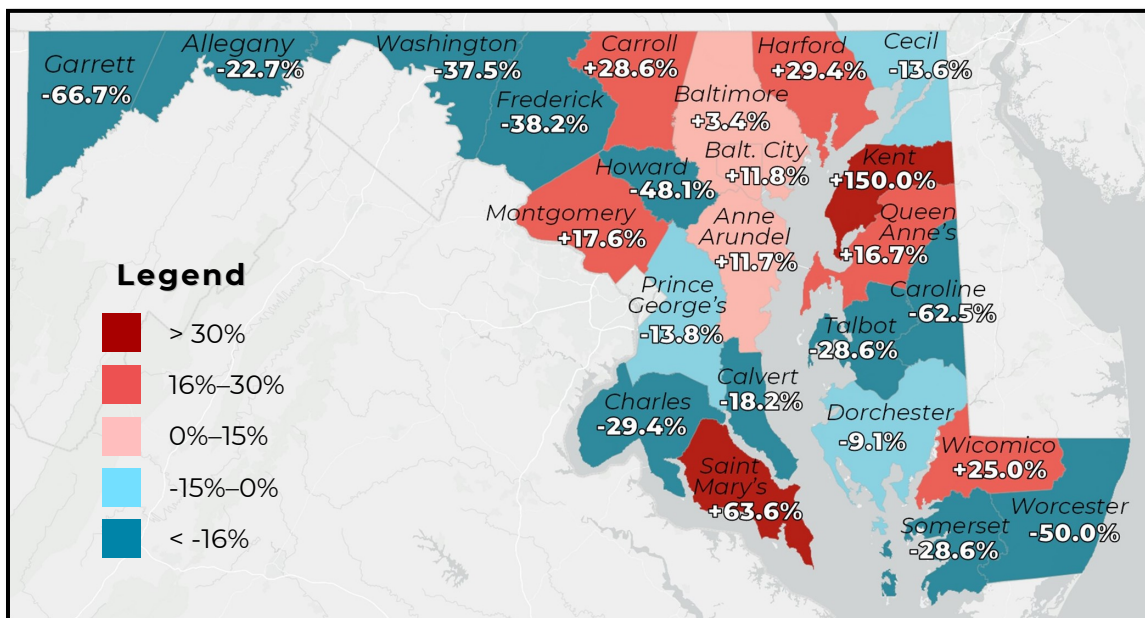 Garrett
-66.7%
Allegany
-22.7%
Washington
-37.5%
Frederick
-38.2%
Carroll
+28.6%
Baltimore
+3.4%
Balt. City
+11.8%
Harford
+29.4%
Cecil
-13.6%
Howard
-48.1%
Montgomery
+17.6%
Anne
Arundel
+11.7%
Kent
+150.0%
Queen
Anne's
+16.7%
Prince
George's
-13.8%
Caroline
-62.5%
Talbot
-28.6%
Calvert
-18.2%
Charles
-29.4%
Dorchester
-9.1%
Saint
Mary's
+63.6%
Wicomico
+25.0%
Somerset
-28.6%
Worcester
-50.0%
Legend
> 30%
16%–30%
0%–15%
-15%–0%
< -16%